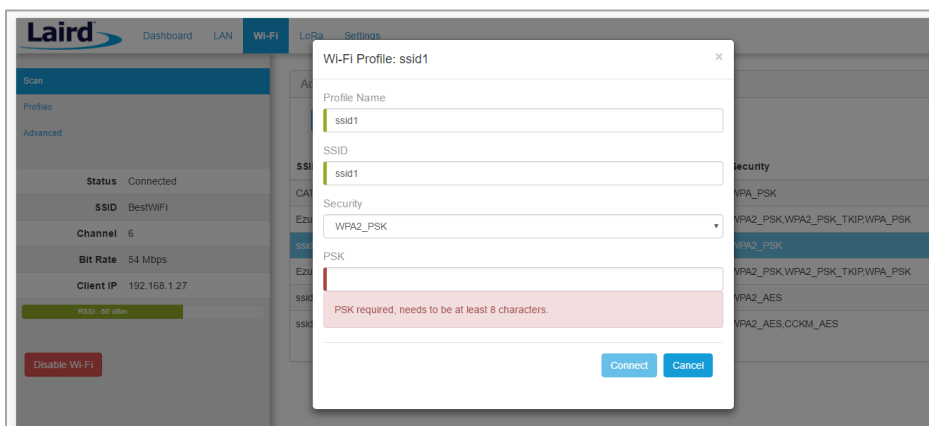 Laird
Dashboard LAN Wi-Fi LoRa Settings
Scan
Profiles
Advanced
Status Connected
SSID BestWiFi
Channel 6
Bit Rate 54 Mbps
Client IP 192.168.1.27
RSSI: -50 dBm
Disable Wi-Fi
Wi-Fi Profile: ssid1 ×
Profile Name
ssid1
SSID
ssid1
Security
WPA2_PSK
PSK
PSK required, needs to be at least 8 characters.
Connect Cancel
Security
WPA_PSK
WPA2_PSK,WPA2_PSK_TKIP,WPA_PSK
WPA2_PSK
WPA2_PSK,WPA2_PSK_TKIP,WPA_PSK
WPA2_AES
WPA2_AES,CCKM_AES